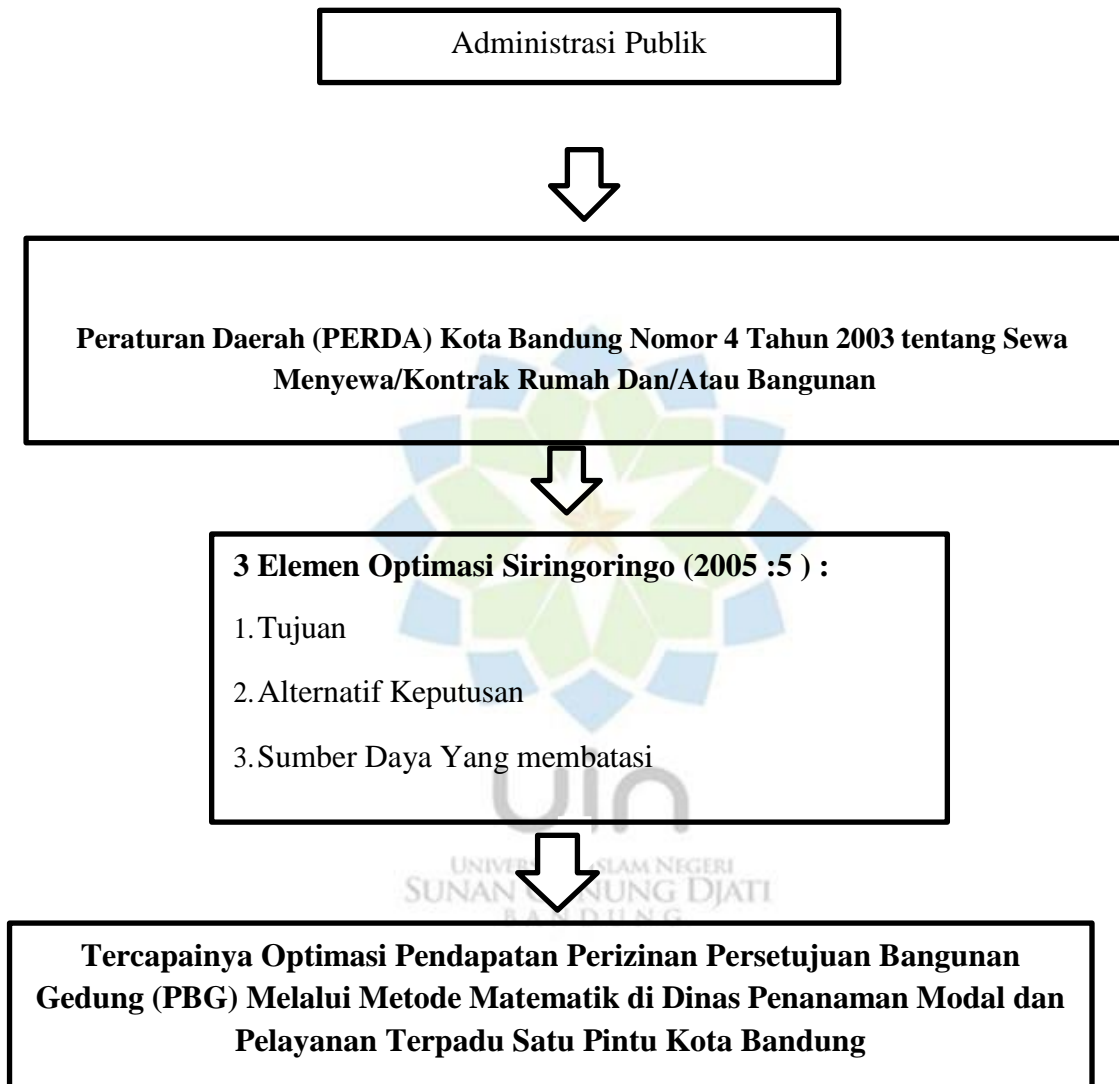 Administrasi Publik
Peraturan Daerah (PERDA) Kota Bandung Nomor 4 Tahun 2003 tentang Sewa
Menyewa/Kontrak Rumah Dan/Atau Bangunan
3 Elemen Optimasi Siringoringo (2005 :5 ) :
1.Tujuan
2.Alternatif Keputusan
3.Sumber Daya Yang membatasi
uin
SUNAN GUNUNG DJATI
BANDUNG
Tercapainya Optimasi Pendapatan Perizinan Persetujuan Bangunan
Gedung (PBG) Melalui Metode Matematik di Dinas Penanaman Modal dan
Pelayanan Terpadu Satu Pintu Kota Bandung